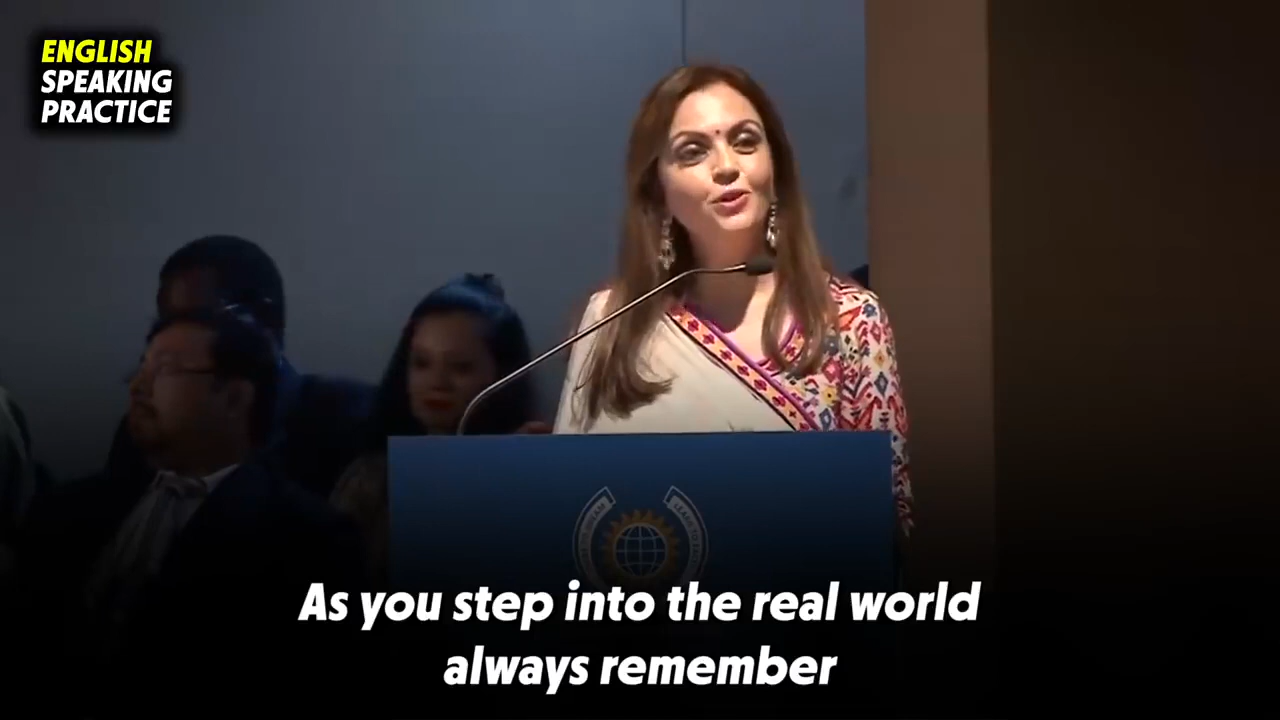 ENGLISH
SPEAKING
PRACTICE
As you step into the real world
always remember